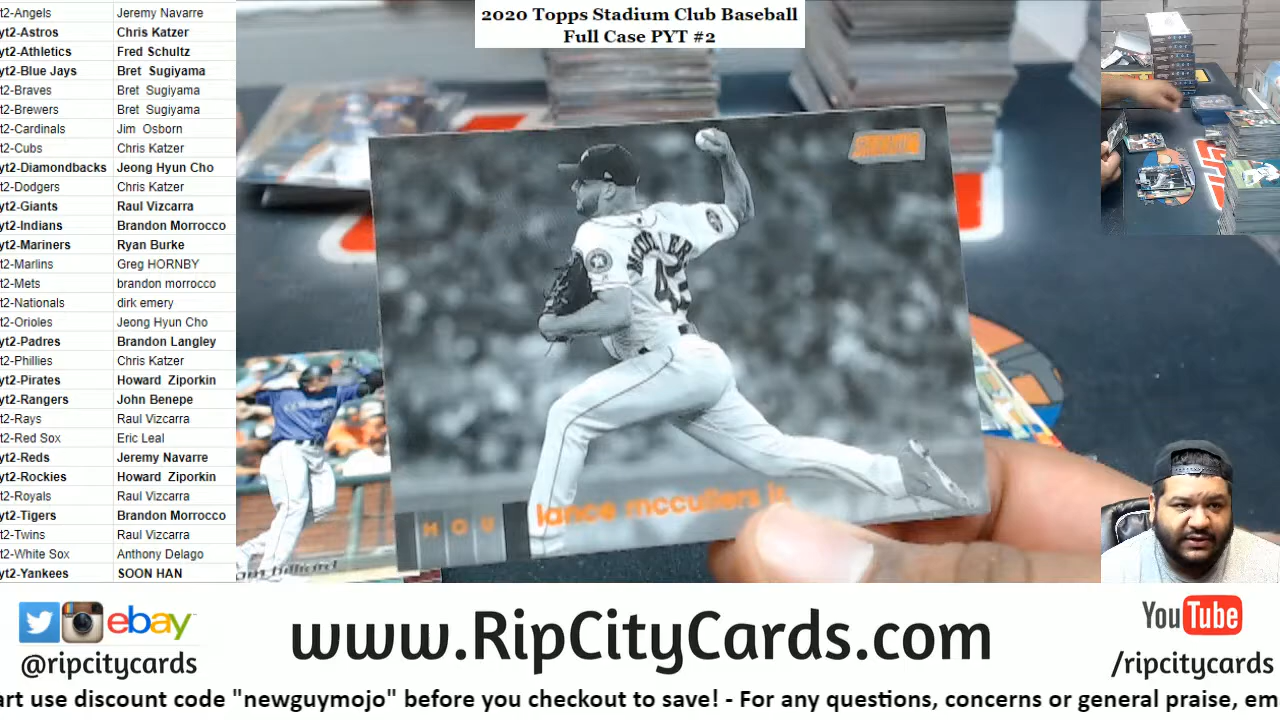 2020 Topps Stadium Club Baseball
Full Case PYT #2
t2-Angels Jeremy Navarre
yt2-Astros Chris Katzer
yt2-Athletics Fred Schultz
yt2-Blue Jays Bret Sugiyama
t2-Braves Bret Sugiyama
t2-Brewers Bret Sugiyama
t2-Cardinals Jim Osborn
t2-Cubs Chris Katzer
yt2-Diamondbacks Jeong Hyun Cho
t2-Dodgers Chris Katzer
yt2-Giants Raul Vizcarra
yt2-Indians Brandon Morrocco
yt2-Mariners Ryan Burke
t2-Marlins Greg HORNBY
t2-Mets brandon morrocco
t2-Nationals dirk emery
t2-Orioles Jeong Hyun Cho
yt2-Padres Brandon Langley
t2-Phillies Chris Katzer
yt2-Pirates Howard Ziporkin
yt2-Rangers John Benepe
t2-Rays Raul Vizcarra
t2-Red Sox Eric Leal
yt2-Reds Jeremy Navarre
yt2-Rockies Howard Ziporkin
t2-Royals Raul Vizcarra
yt2-Tigers Brandon Morrocco
t2-Twins Raul Vizcarra
t2-White Sox Anthony Delago
yt2-Yankees SOON HAN
McCULLERS
43
HOU
lance mccullers jr.
ebay
@ripcitycards
www.RipCityCards.com
YouTube
/ripcitycards
art use discount code "newguymojo" before you checkout to save! - For any questions, concerns or general praise, em